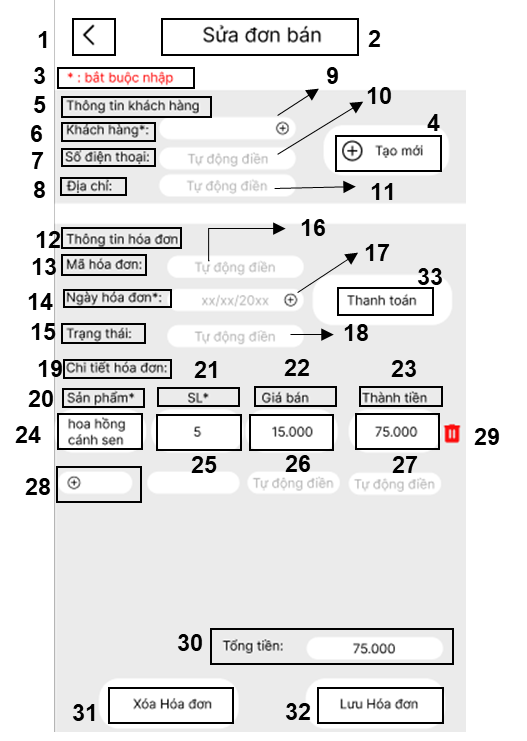 1
Sửa đơn bán
2
3
* : bắt buộc nhập
9
10
5
Thông tin khách hàng
4
6
Khách hàng*:
7
Số điện thoại:
Tự động điền
Tạo mới
8
Địa chỉ:
Tự động điền
11
16
12
Thông tin hóa đơn
17
13
Mã hóa đơn:
Tự động điền
33
14
Ngày hóa đơn*:
xx/xx/20xx
Thanh toán
15
Trạng thái:
Tự động điền
18
19
Chi tiết hóa đơn:
21
22
23
20
Sản phẩm*
SL*
Giá bán
Thành tiền
24
hoa hồng
cánh sen
5
15.000
75.000
29
25
26
27
28
Tự động điền
Tự động điền
30
Tổng tiền:
75.000
31
Xóa Hóa đơn
32
Lưu Hóa đơn